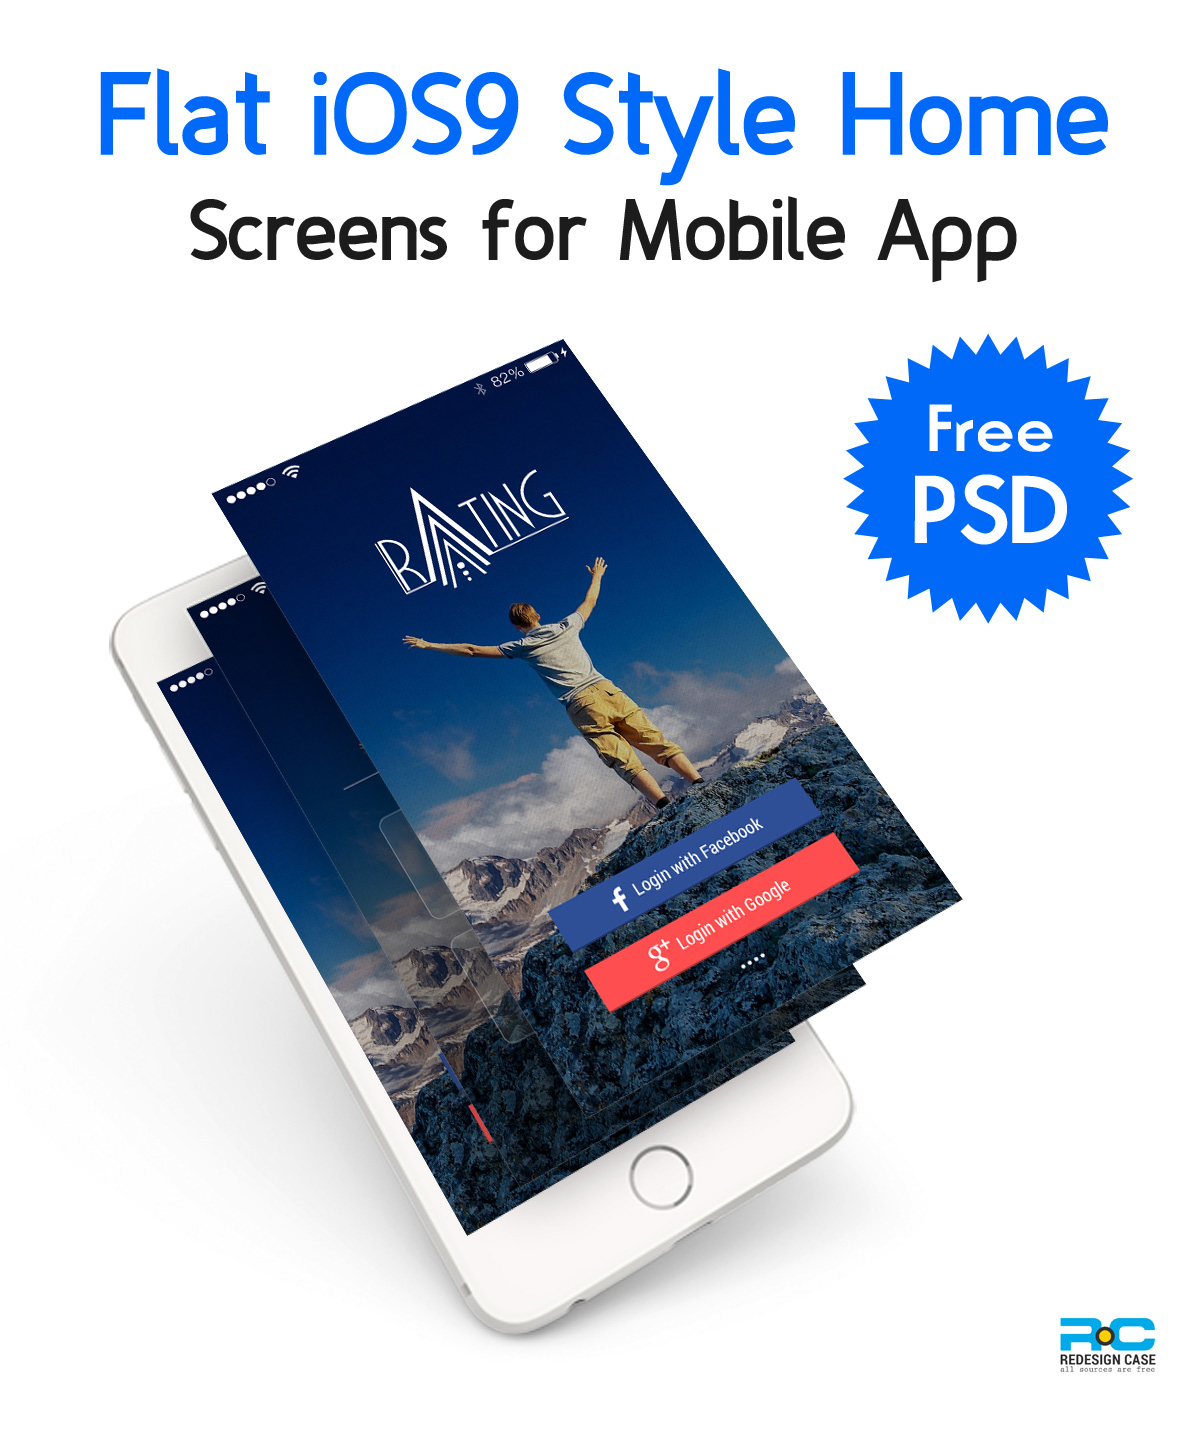 Flat iOS9 Style Home
Screens for Mobile App
Free
PSD
82%
RATING
f Login with Facebook
g+ Login with Google
RC
REDESIGN CASE
all sources are free